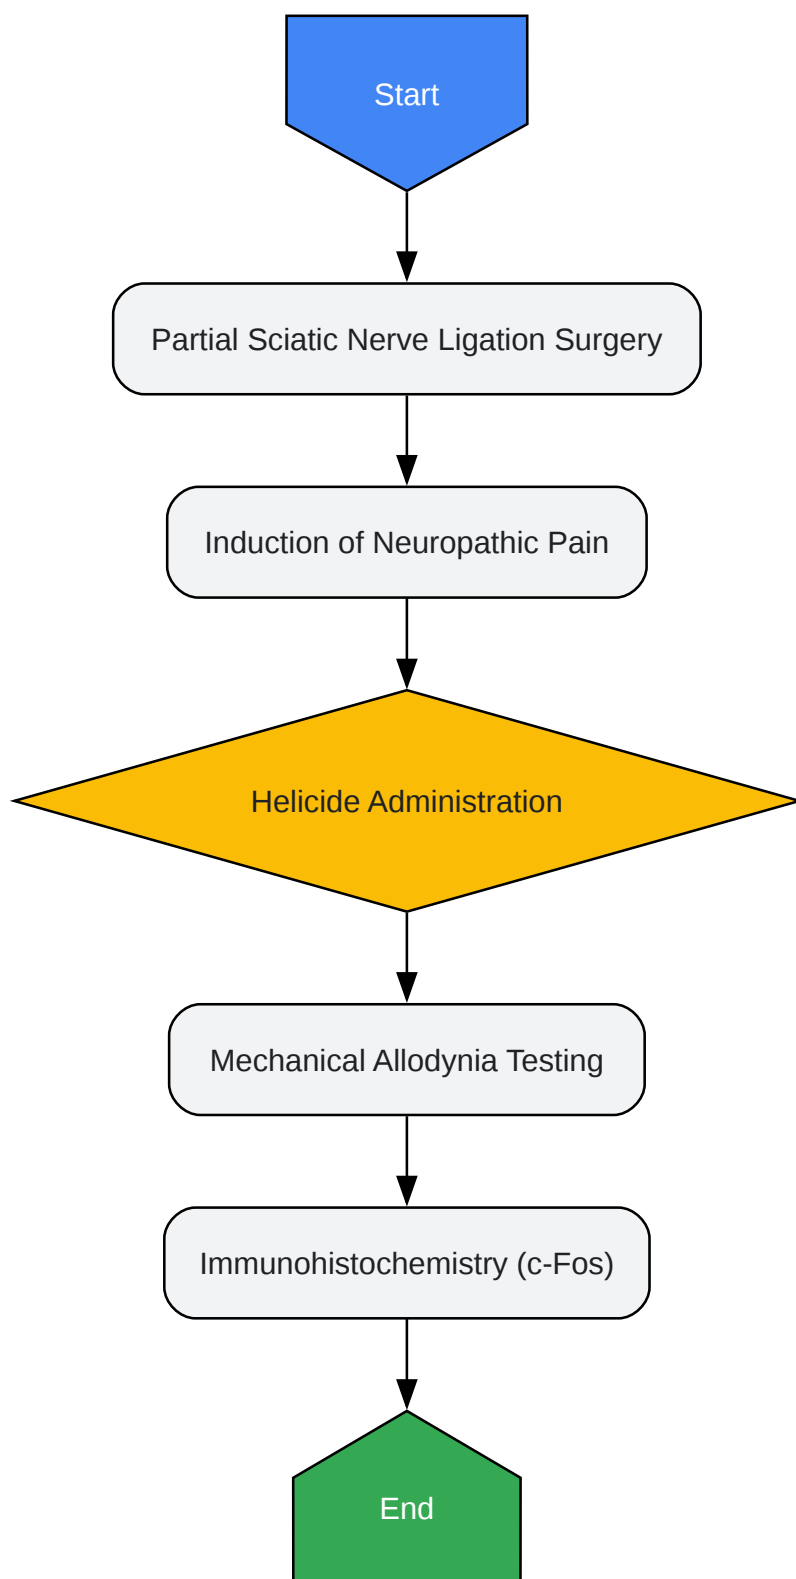 Start
Partial Sciatic Nerve Ligation Surgery
Induction of Neuropathic Pain
Helicide Administration
Mechanical Allodynia Testing
Immunohistochemistry (c-Fos)
End